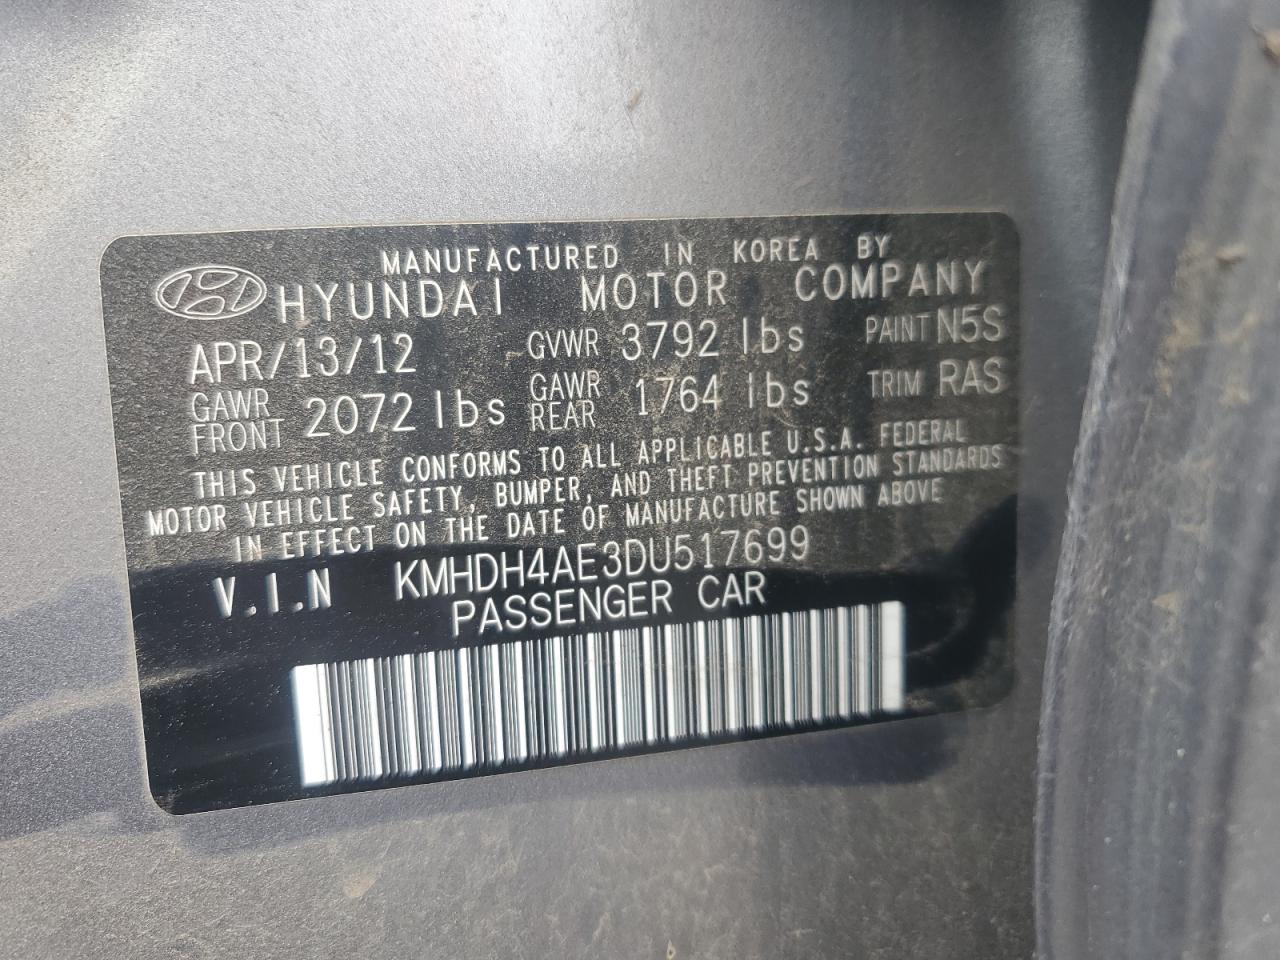 MANUFACTURED IN KOREA BY
HYUNDAI MOTOR COMPANY
APR/13/12 GVWR 3792 lbs PAINT N5S
GAWR FRONT 2072 lbs GAWR REAR 1764 lbs TRIM RAS
THIS VEHICLE CONFORMS TO ALL APPLICABLE U.S.A. FEDERAL
MOTOR VEHICLE SAFETY, BUMPER, AND THEFT PREVENTION STANDARDS
IN EFFECT ON THE DATE OF MANUFACTURE SHOWN ABOVE
V.I.N KMHDH4AE3DU517699
PASSENGER CAR